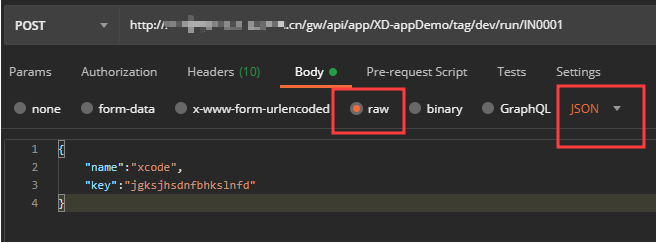 POST http:// .cn/gw/api/app/XD-appDemo/tag/dev/run/IN0001
Params Authorization Headers (10) Body Pre-request Script Tests Settings
none form-data x-www-form-urlencoded raw binary GraphQL JSON
1 {
2 "name":"xcode",
3 "key":"jgksjhsdnfbhkslnfd"
4 }